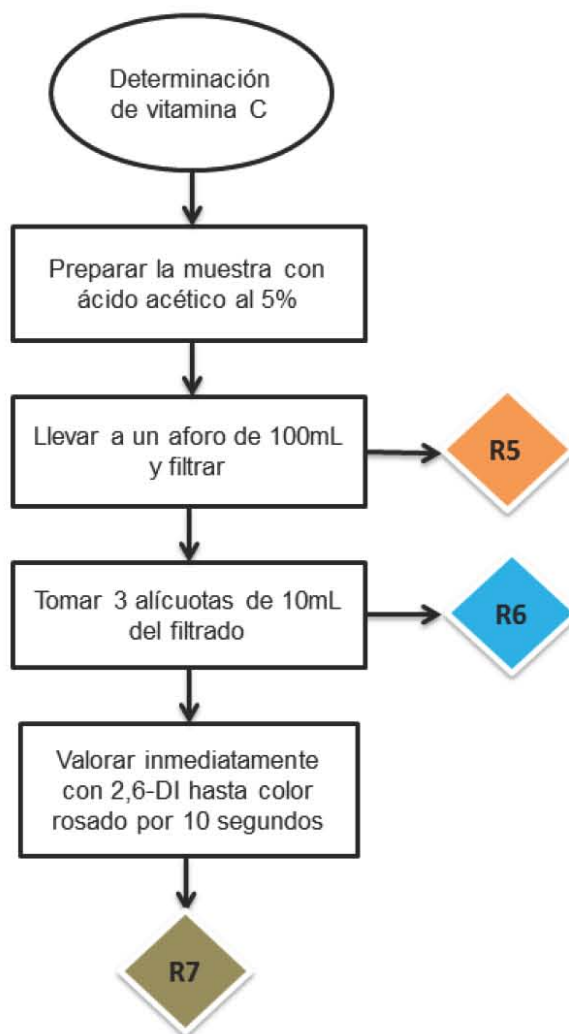 Determinación
de vitamina C
Preparar la muestra con
ácido acético al 5%
Llevar a un aforo de 100mL
y filtrar
R5
Tomar 3 alícuotas de 10mL
del filtrado
R6
Valorar inmediatamente
con 2,6-DI hasta color
rosado por 10 segundos
R7